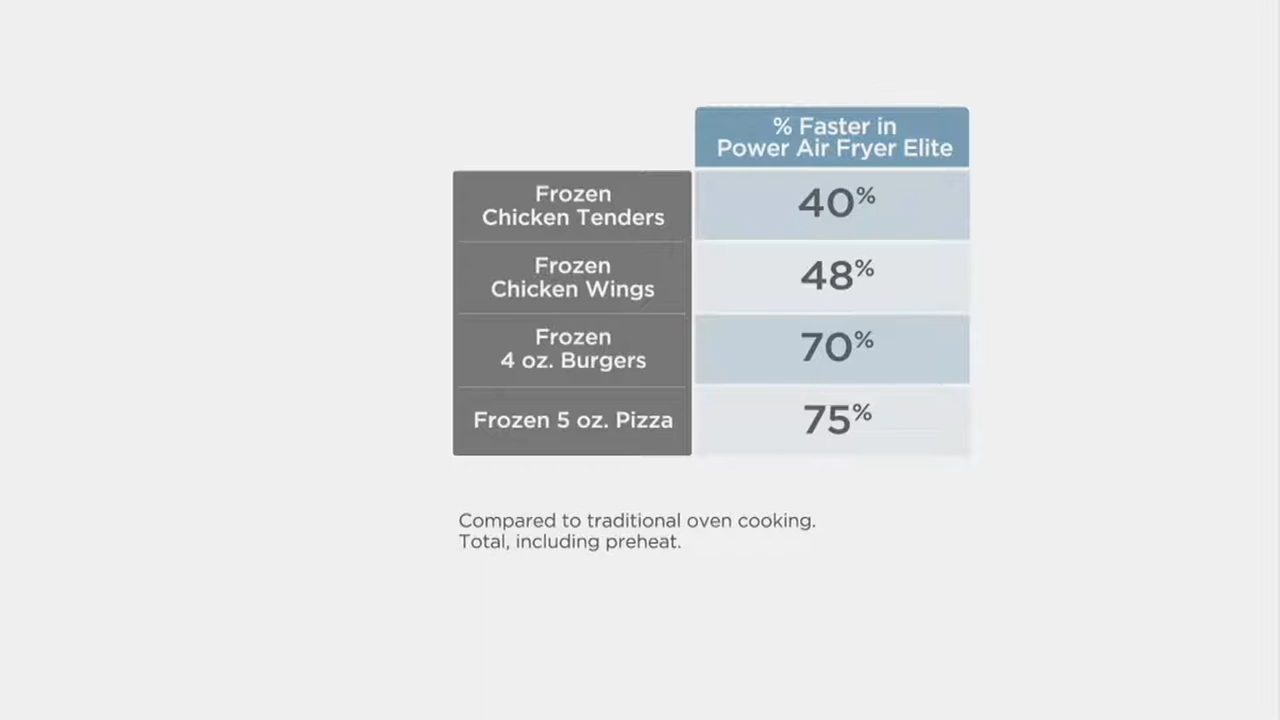 % Faster in
Power Air Fryer Elite
Frozen
Chicken Tenders
40%
Frozen
Chicken Wings
48%
Frozen
4 oz. Burgers
70%
Frozen 5 oz. Pizza
75%
Compared to traditional oven cooking.
Total, including preheat.